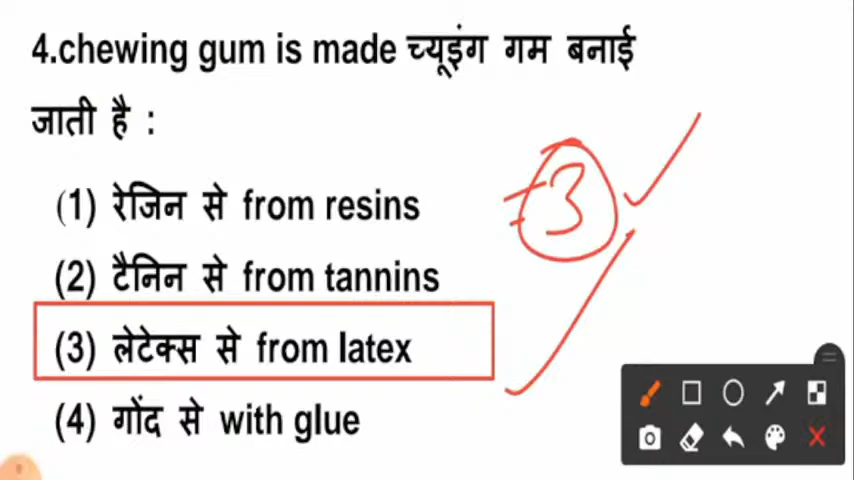 4.chewing gum is made च्यूइंग गम बनाई
जाती है :
(1) रेजिन से from resins
(2) टैनिन से from tannins
(3) लेटेक्स से from latex
(4) गोंद से with glue
=3